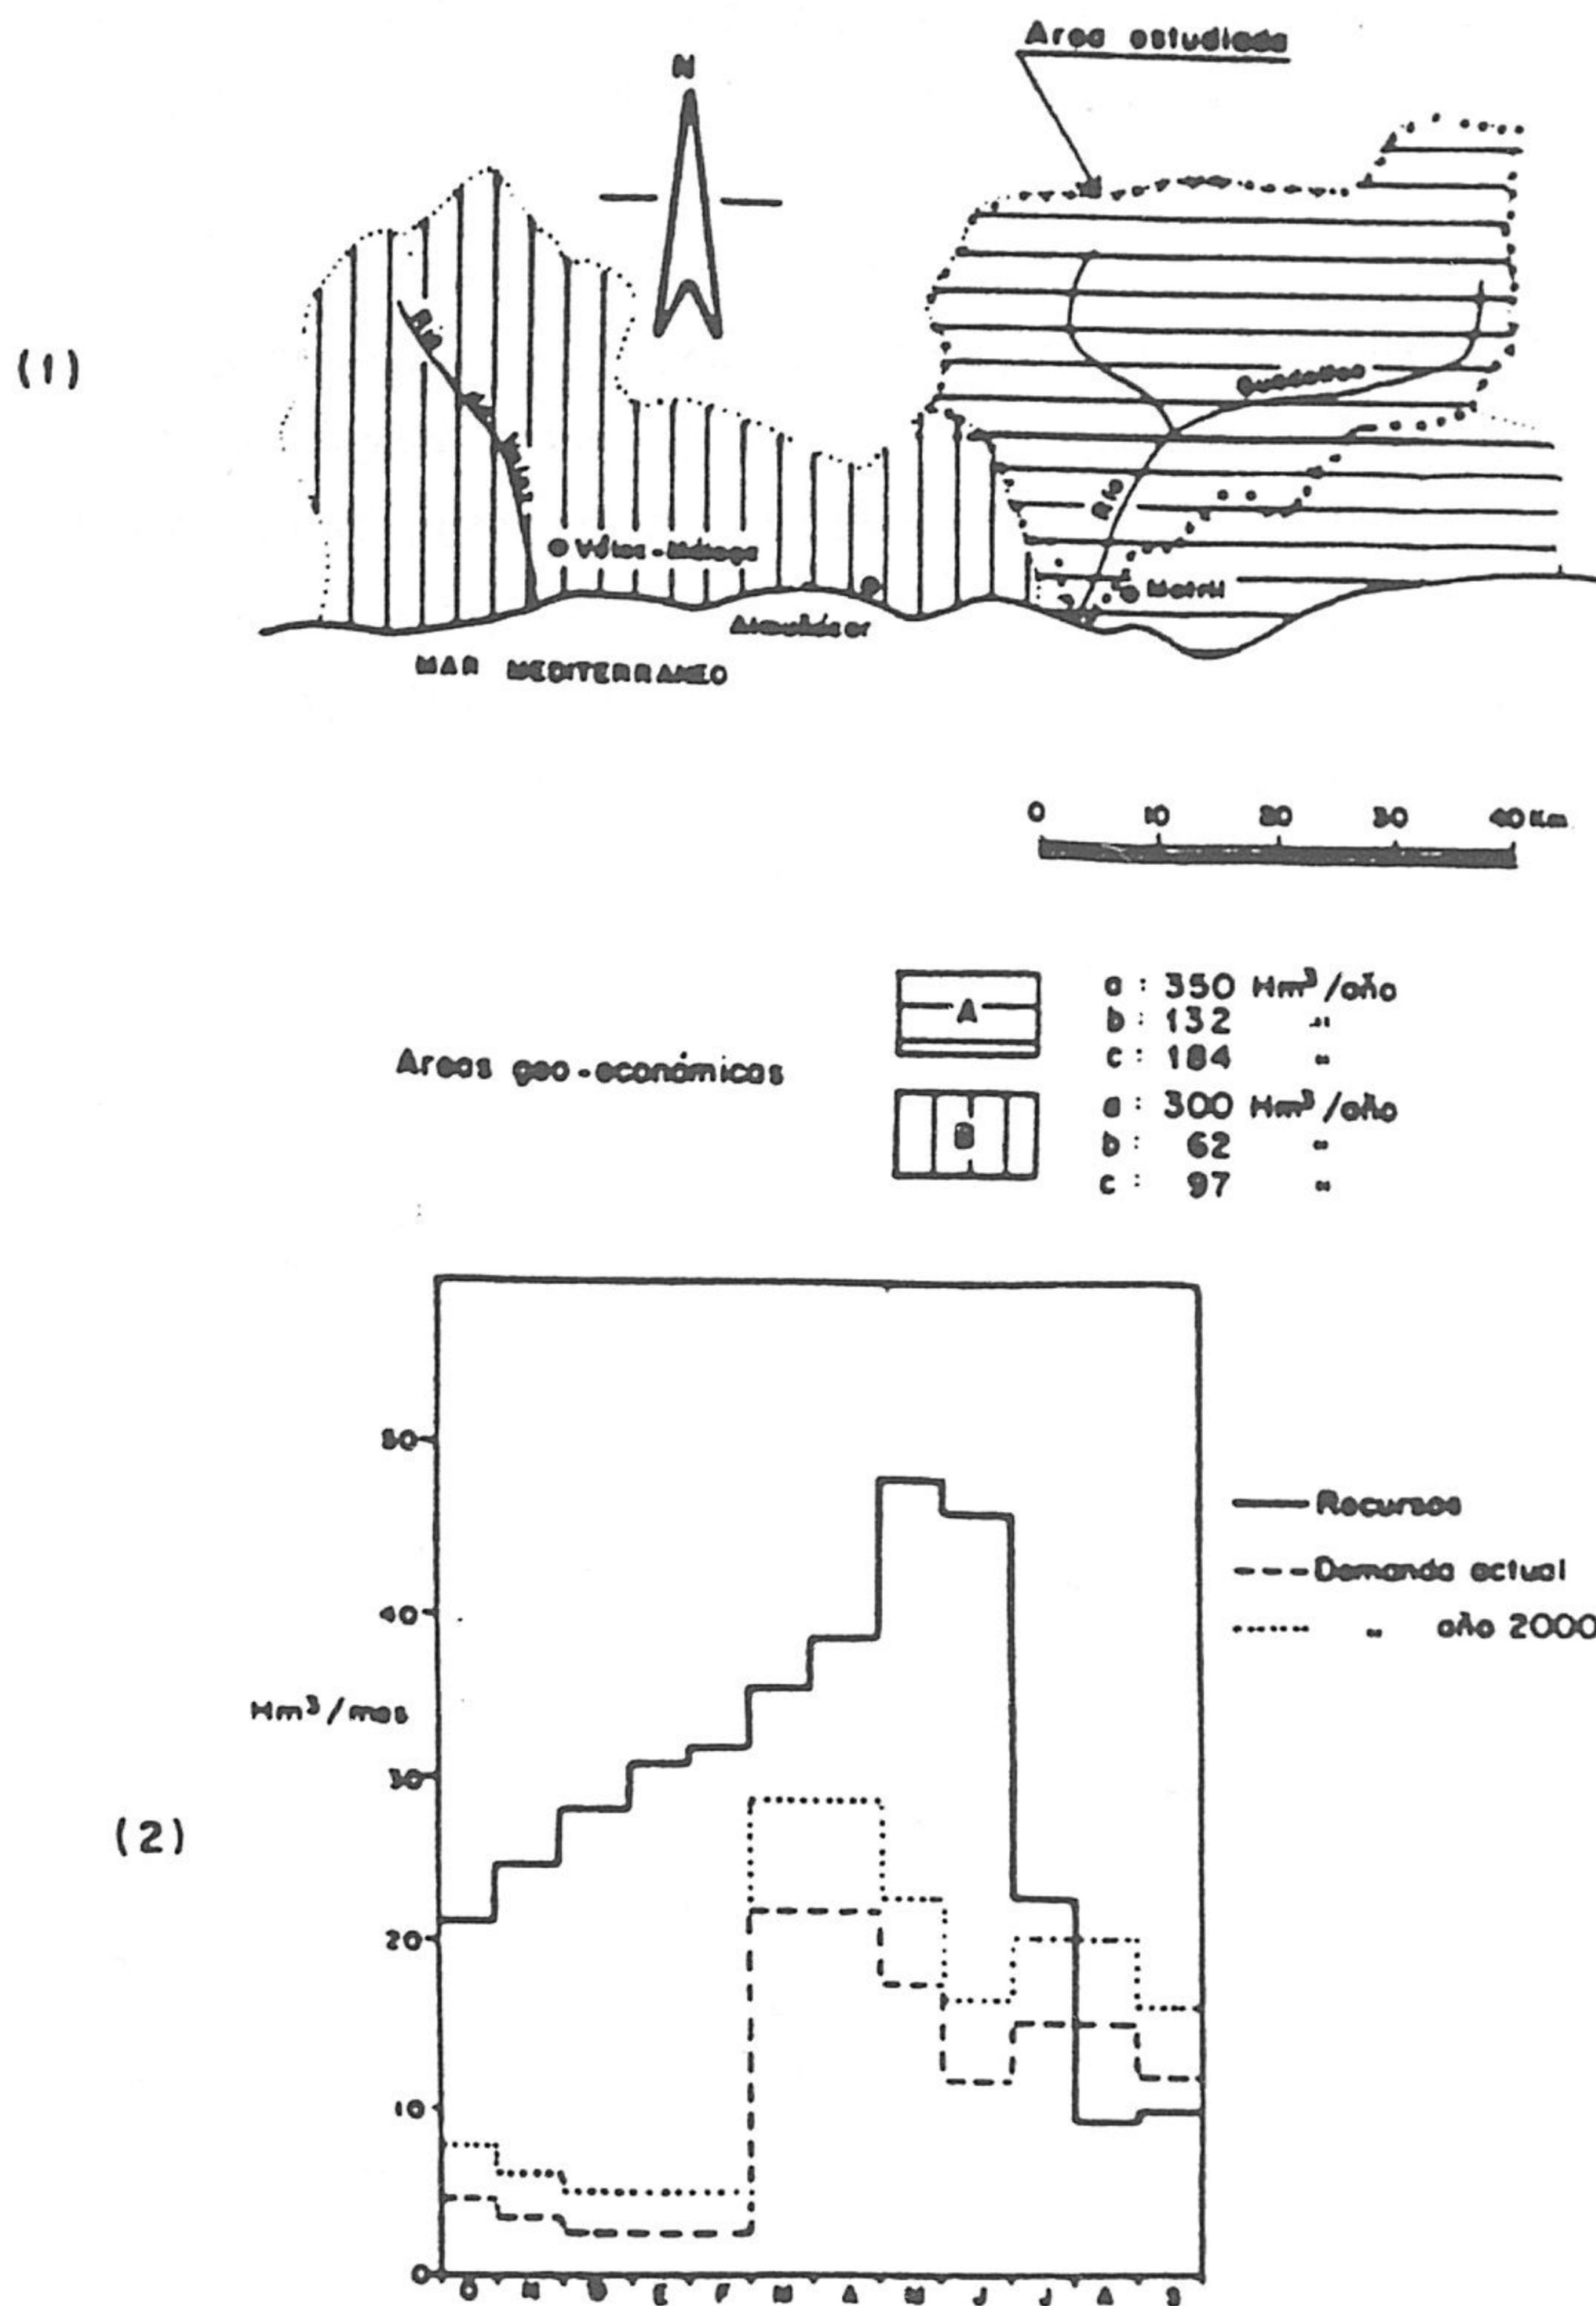 Area estudiada
N
(1)
Rio
Guadalfeo
Rio
Vélez-Málaga
Motril
Almuñécar
MAR MEDITERRANEO
0 10 20 30 40 Km
Areas geo-económicas
A
a : 350 Hm³/año
b : 132 "
c : 184 "
B
a : 300 Hm³/año
b : 62 "
c : 97 "
50
40
Hm³/mes
30
20
10
0
O N D E F M A M J J A S
Recursos
Demanda actual
" año 2000
(2)